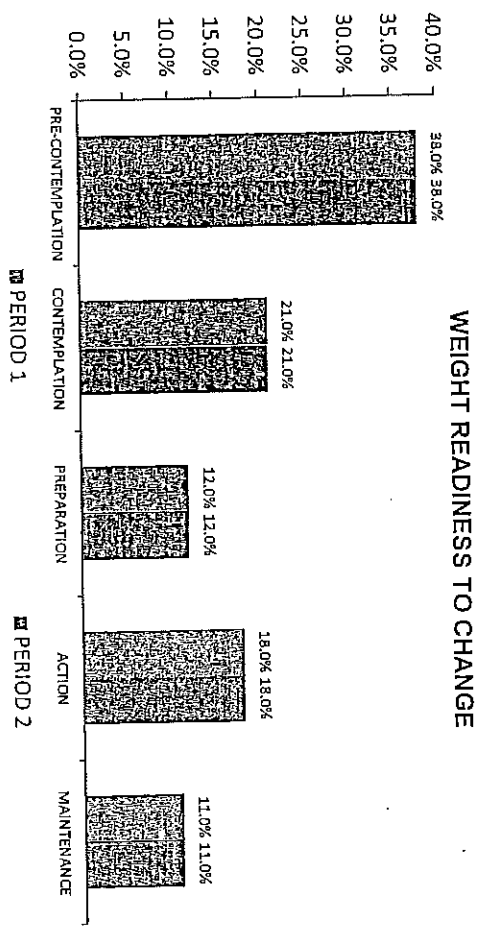 WEIGHT READINESS TO CHANGE
40.0%
35.0%
30.0%
25.0%
20.0%
15.0%
10.0%
5.0%
0.0%
38.0% 38.0%
21.0% 21.0%
12.0% 12.0%
18.0% 18.0%
11.0% 11.0%
PRE-CONTEMPLATION
CONTEMPLATION
PREPARATION
ACTION
MAINTENANCE
PERIOD 1
PERIOD 2